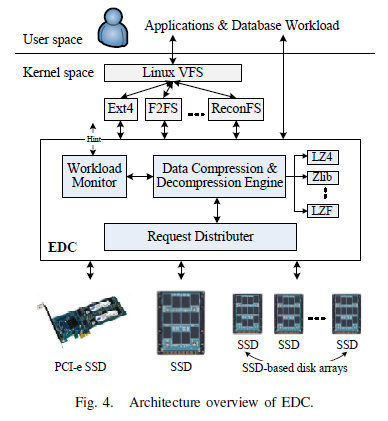 Applications & Database Workload
User space
Kernel space
Linux VFS
Ext4
F2FS
ReconFS
Hint
Workload
Monitor
Data Compression &
Decompression Engine
LZ4
Zlib
LZF
Request Distributer
EDC
SSD
SSD
SSD
PCI-e SSD
SSD
SSD-based disk arrays
Fig. 4. Architecture overview of EDC.